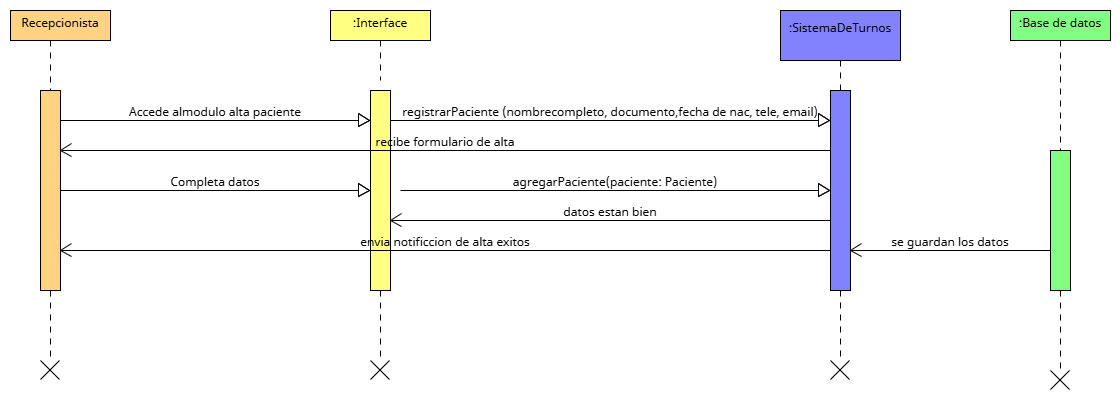 Recepcionista
:Interface
:SistemaDeTurnos
:Base de datos
Accede almodulo alta paciente
registrarPaciente (nombrecompleto, documento,fecha de nac, tele, email)
recibe formulario de alta
Completa datos
agregarPaciente(paciente: Paciente)
datos estan bien
envia notificcion de alta exitos
se guardan los datos